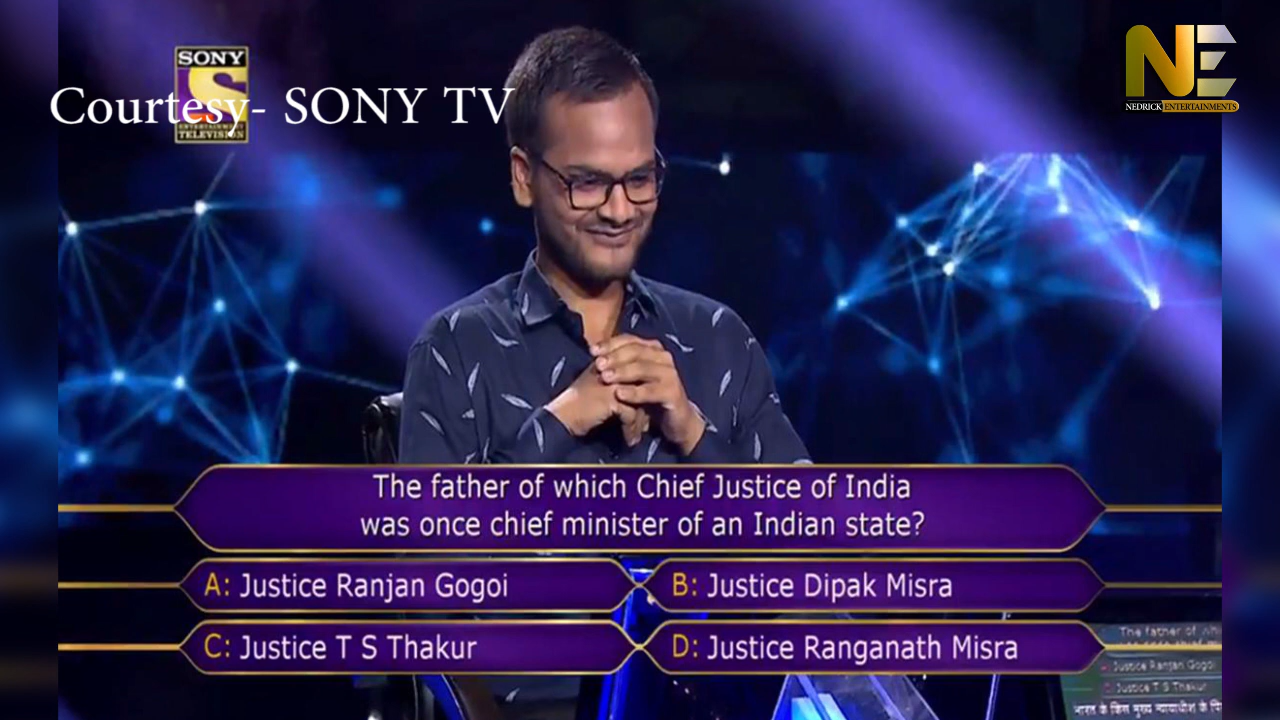 SONY
ENTERTAINMENT
TELEVISION
Courtesy- SONY TV
NE
NEDRICK ENTERTAINMENTS
The father of which Chief Justice of India
was once chief minister of an Indian state?
A: Justice Ranjan Gogoi
B: Justice Dipak Misra
C: Justice T S Thakur
D: Justice Ranganath Misra
The father of
Justice Ranjan Gogoi
Justice T S Thakur
भारत के किस मुख्य न्यायाधीश के